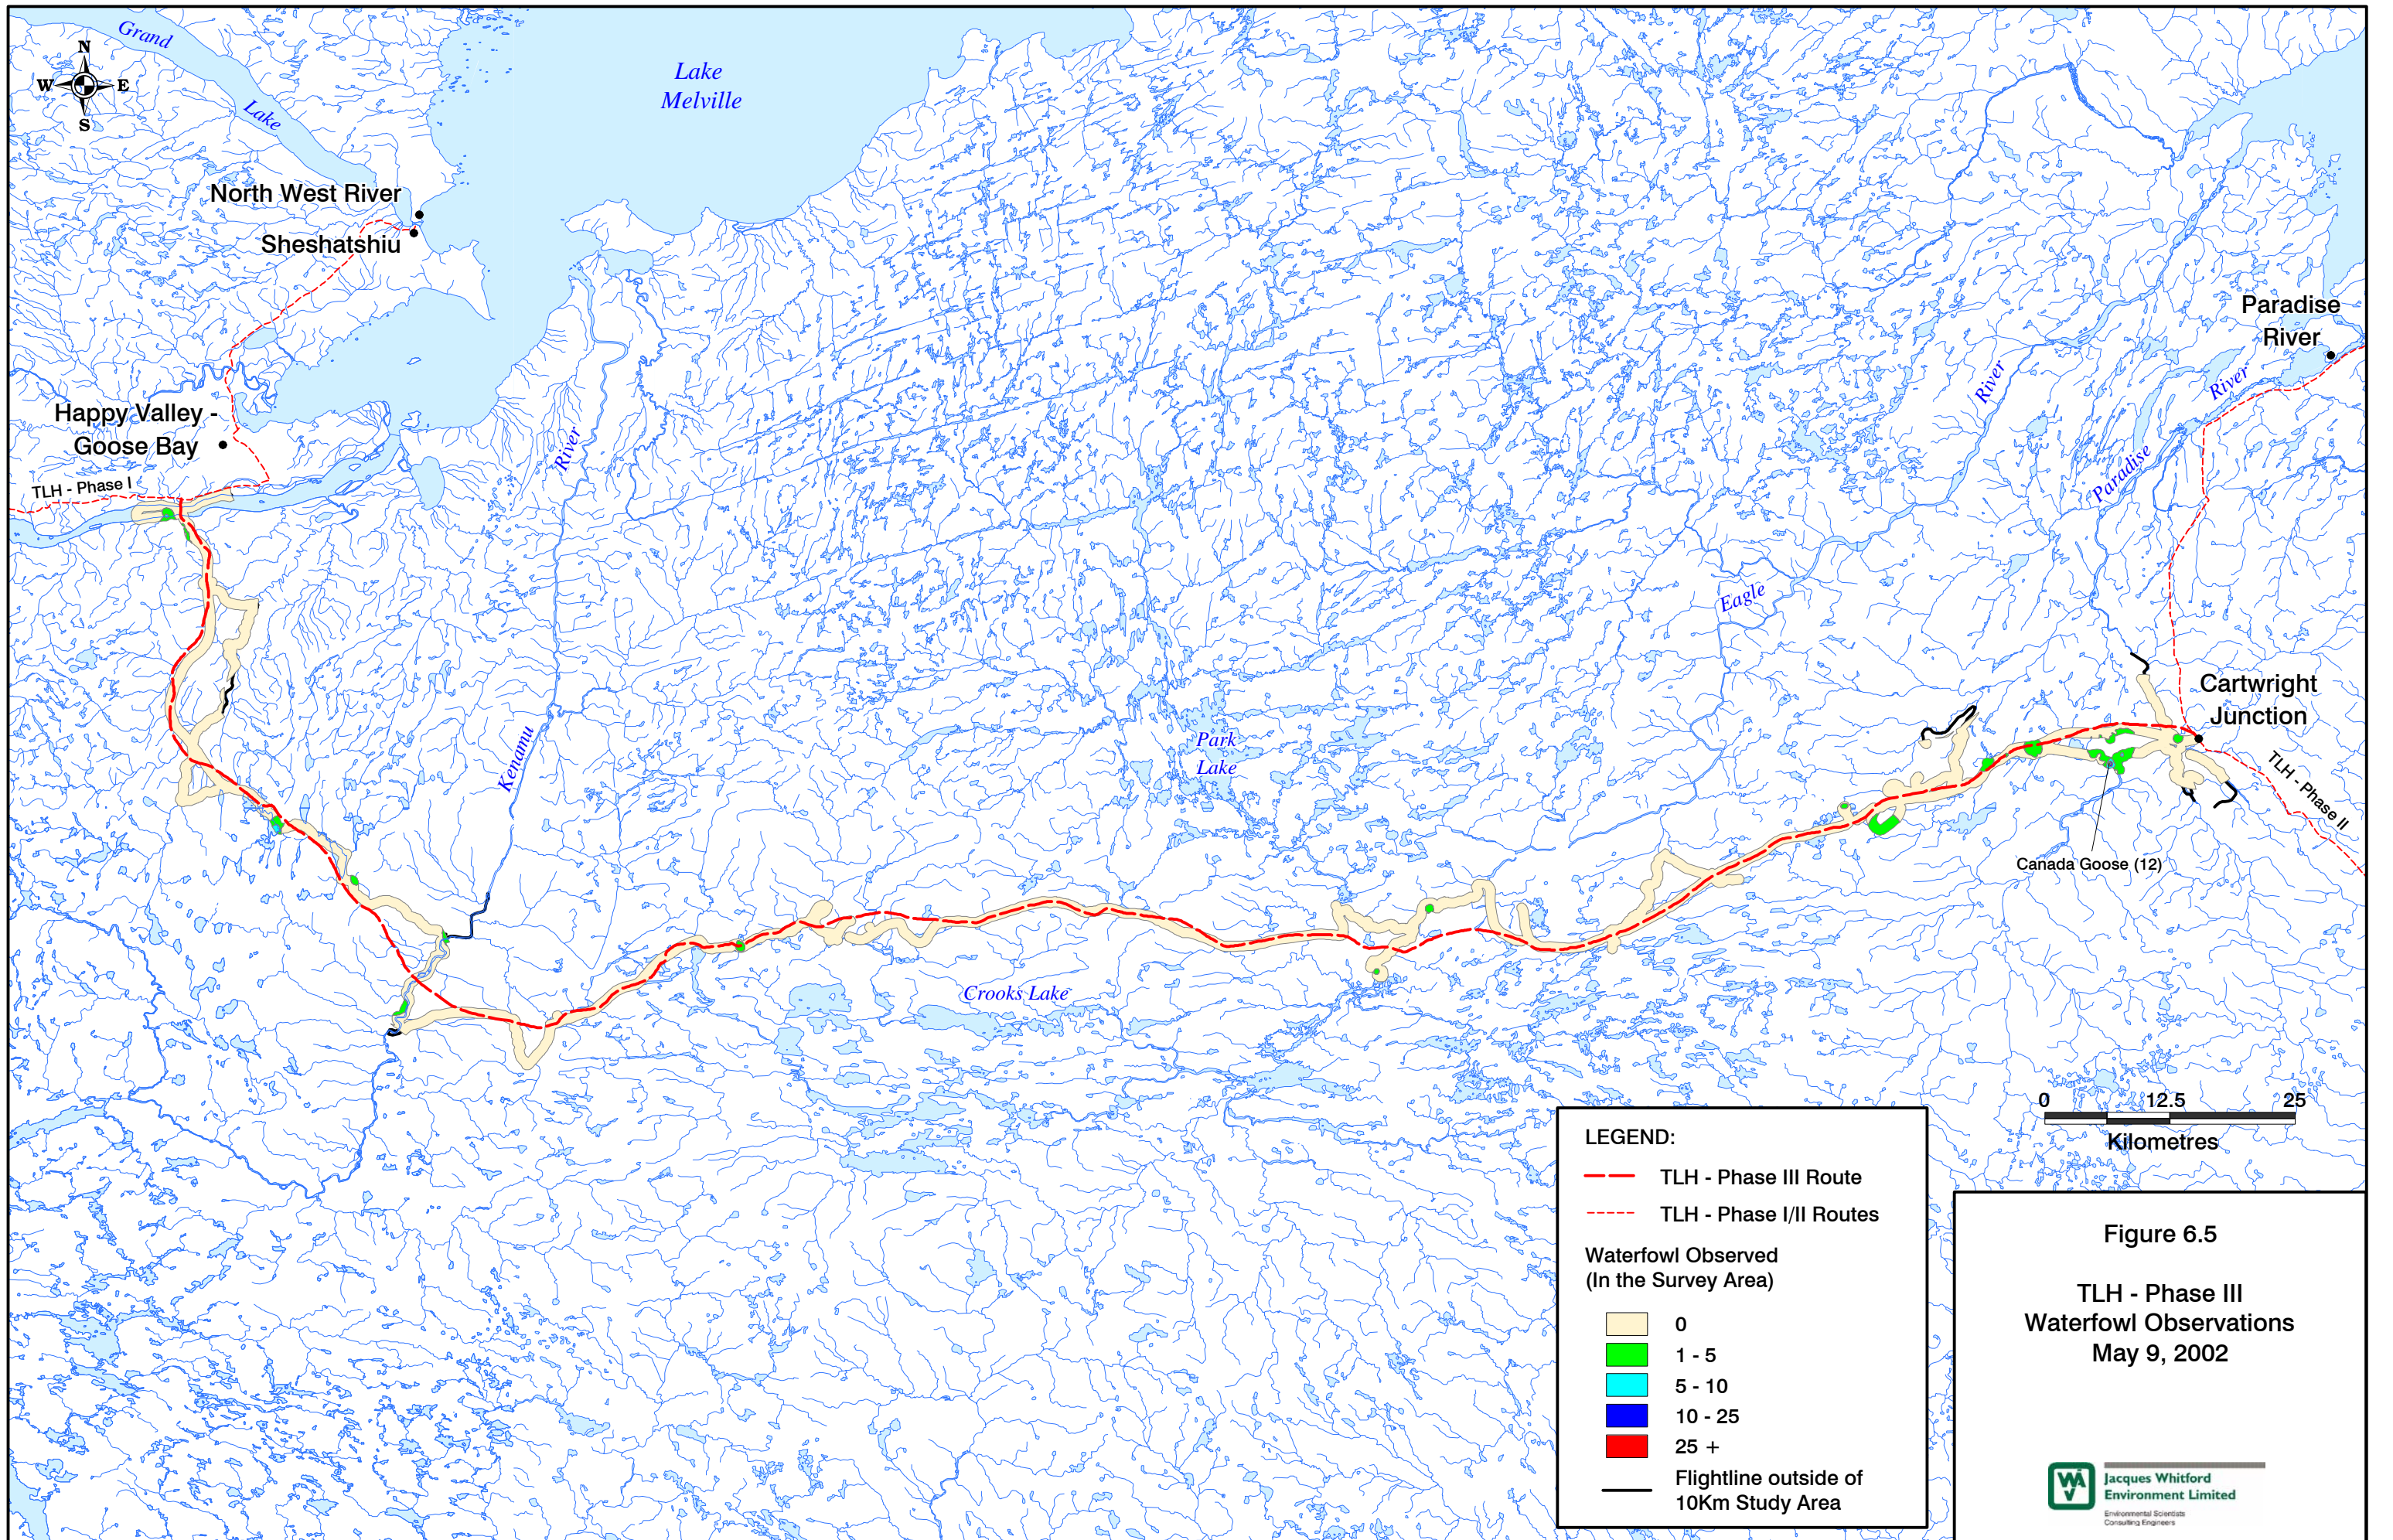 Grand
Lake
N
W
E
S
Lake
Melville
North West River
Sheshatshiu
Happy Valley -
Goose Bay
TLH - Phase I
River
Kenamu
Paradise
River
River
Paradise
River
Eagle
Park
Lake
Crooks Lake
Cartwright
Junction
TLH - Phase II
Canada Goose (12)
0 12.5 25
Kilometres
LEGEND:
TLH - Phase III Route
TLH - Phase I/II Routes
Waterfowl Observed
(In the Survey Area)
0
1 - 5
5 - 10
10 - 25
25 +
Flightline outside of
10Km Study Area
Figure 6.5
TLH - Phase III
Waterfowl Observations
May 9, 2002
Jacques Whitford
Environment Limited
Environmental Scientists
Consulting Engineers